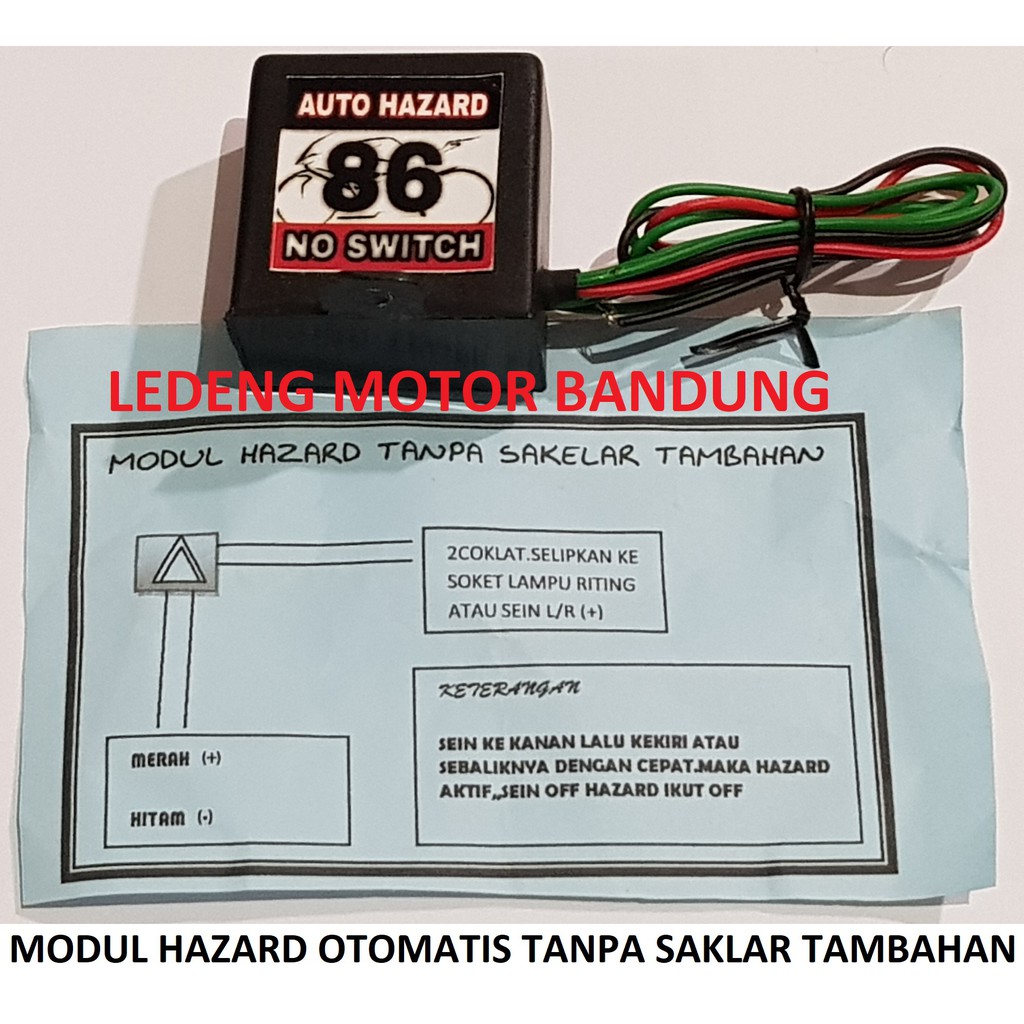 AUTO HAZARD
86
NO SWITCH
LEDENG MOTOR BANDUNG
MODUL HAZARD TANPA SAKELAR TAMBAHAN
2COKLAT.SELIPKAN KE
SOKET LAMPU RITING
ATAU SEIN L/R (+)
KETERANGAN
SEIN KE KANAN LALU KEKIRI ATAU
SEBALIKNYA DENGAN CEPAT.MAKA HAZARD
AKTIF,,SEIN OFF HAZARD IKUT OFF
MERAH (+)
HITAM (-)
MODUL HAZARD OTOMATIS TANPA SAKLAR TAMBAHAN